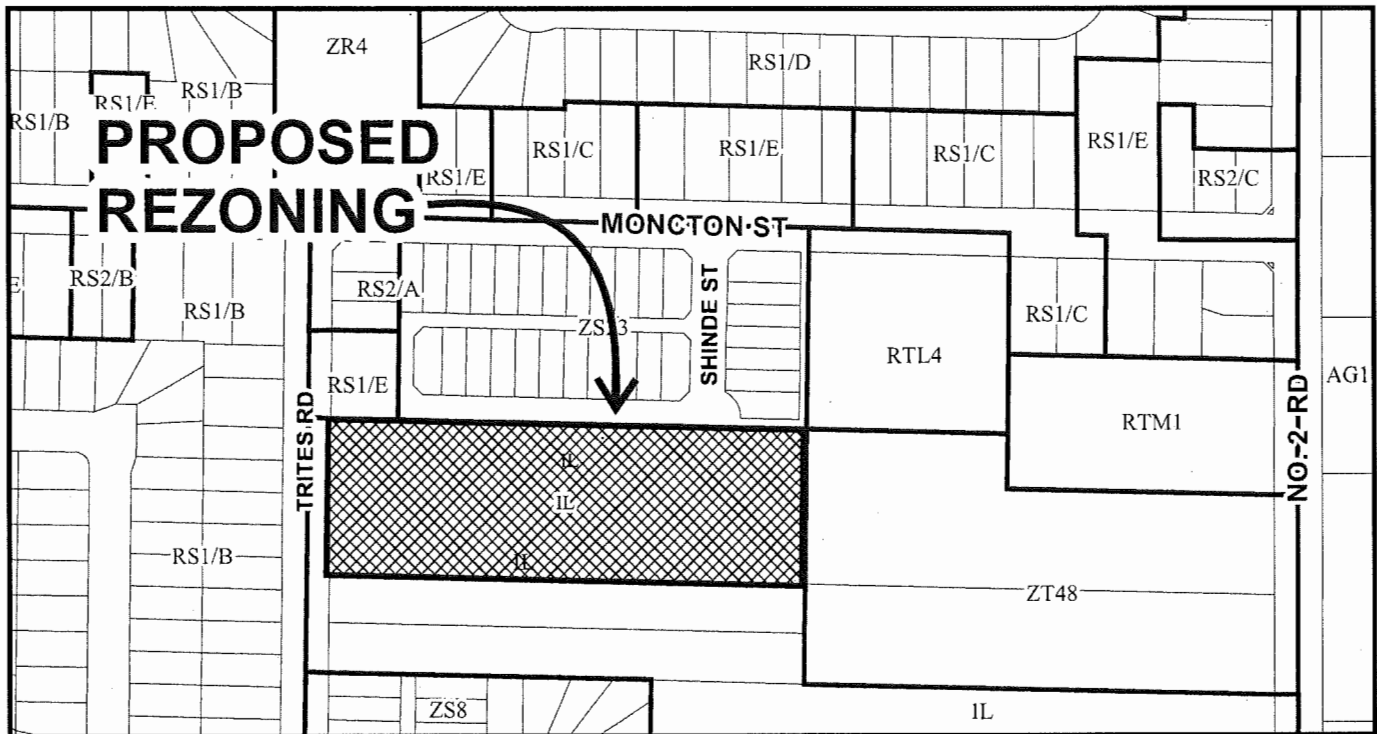 ZR4
RS1/D
RS1/B
RS1/E
RS1/B
PROPOSED
REZONING
RS1/E
RS1/C
RS1/E
RS1/C
RS1/E
RS2/C
MONCTON ST
E
RS2/B
RS1/B
RS2/A
ZS23
SHINDE ST
RS1/C
RTL4
RS1/E
AG1
NO. 2 RD
RTM1
TRITES RD
IL
IL
IL
RS1/B
ZT48
ZS8
IL